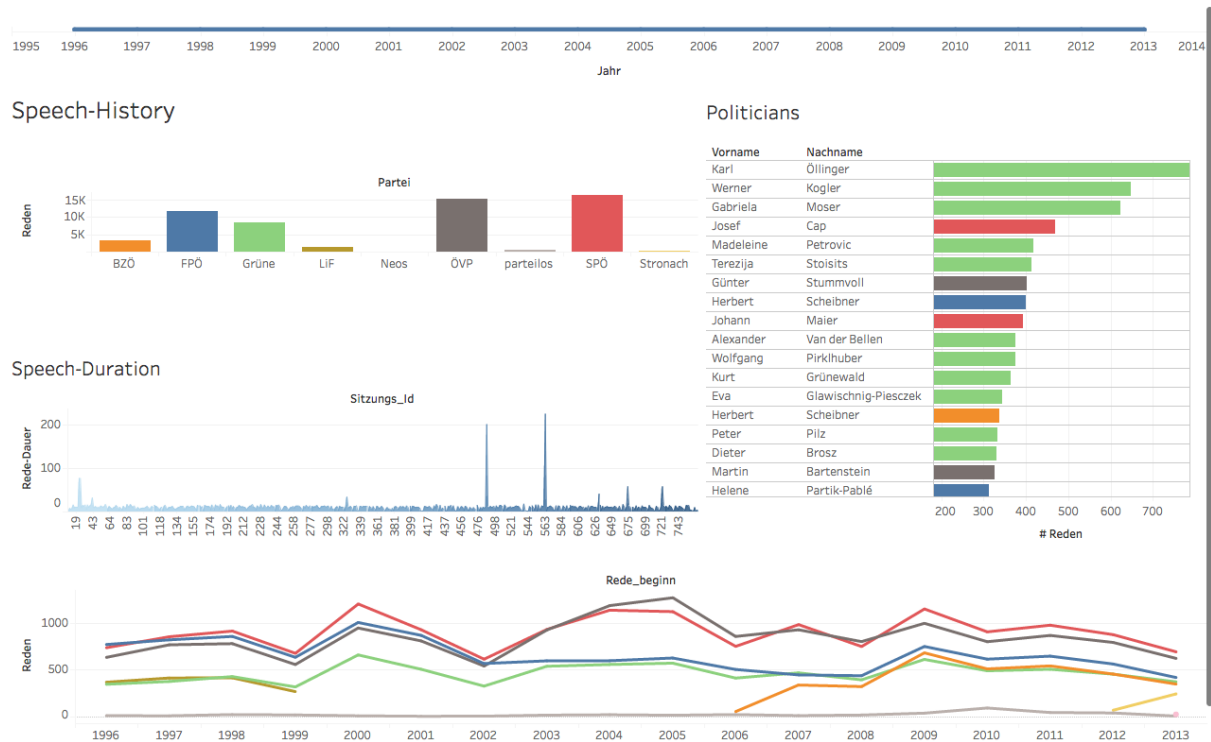 1995 1996 1997 1998 1999 2000 2001 2002 2003 2004 2005 2006 2007 2008 2009 2010 2011 2012 2013 2014
Jahr
Speech-History
Partei
Reden
15K
10K
5K
BZÖ FPÖ Grüne LiF Neos ÖVP parteilos SPÖ Stronach
Speech-Duration
Sitzungs_Id
Rede-Dauer
200
100
0
19 43 64 83 101 118 134 155 174 192 212 228 244 258 277 298 322 339 361 381 399 417 437 456 476 498 521 544 563 584 606 626 649 675 699 721 743
Politicians
Vorname Nachname
Karl Öllinger
Werner Kogler
Gabriela Moser
Josef Cap
Madeleine Petrovic
Terezija Stoisits
Günter Stummvoll
Herbert Scheibner
Johann Maier
Alexander Van der Bellen
Wolfgang Pirklhuber
Kurt Grünewald
Eva Glawischnig-Piesczek
Herbert Scheibner
Peter Pilz
Dieter Brosz
Martin Bartenstein
Helene Partik-Pablé
200 300 400 500 600 700
# Reden
Rede_beginn
Reden
1000
500
0
1996 1997 1998 1999 2000 2001 2002 2003 2004 2005 2006 2007 2008 2009 2010 2011 2012 2013